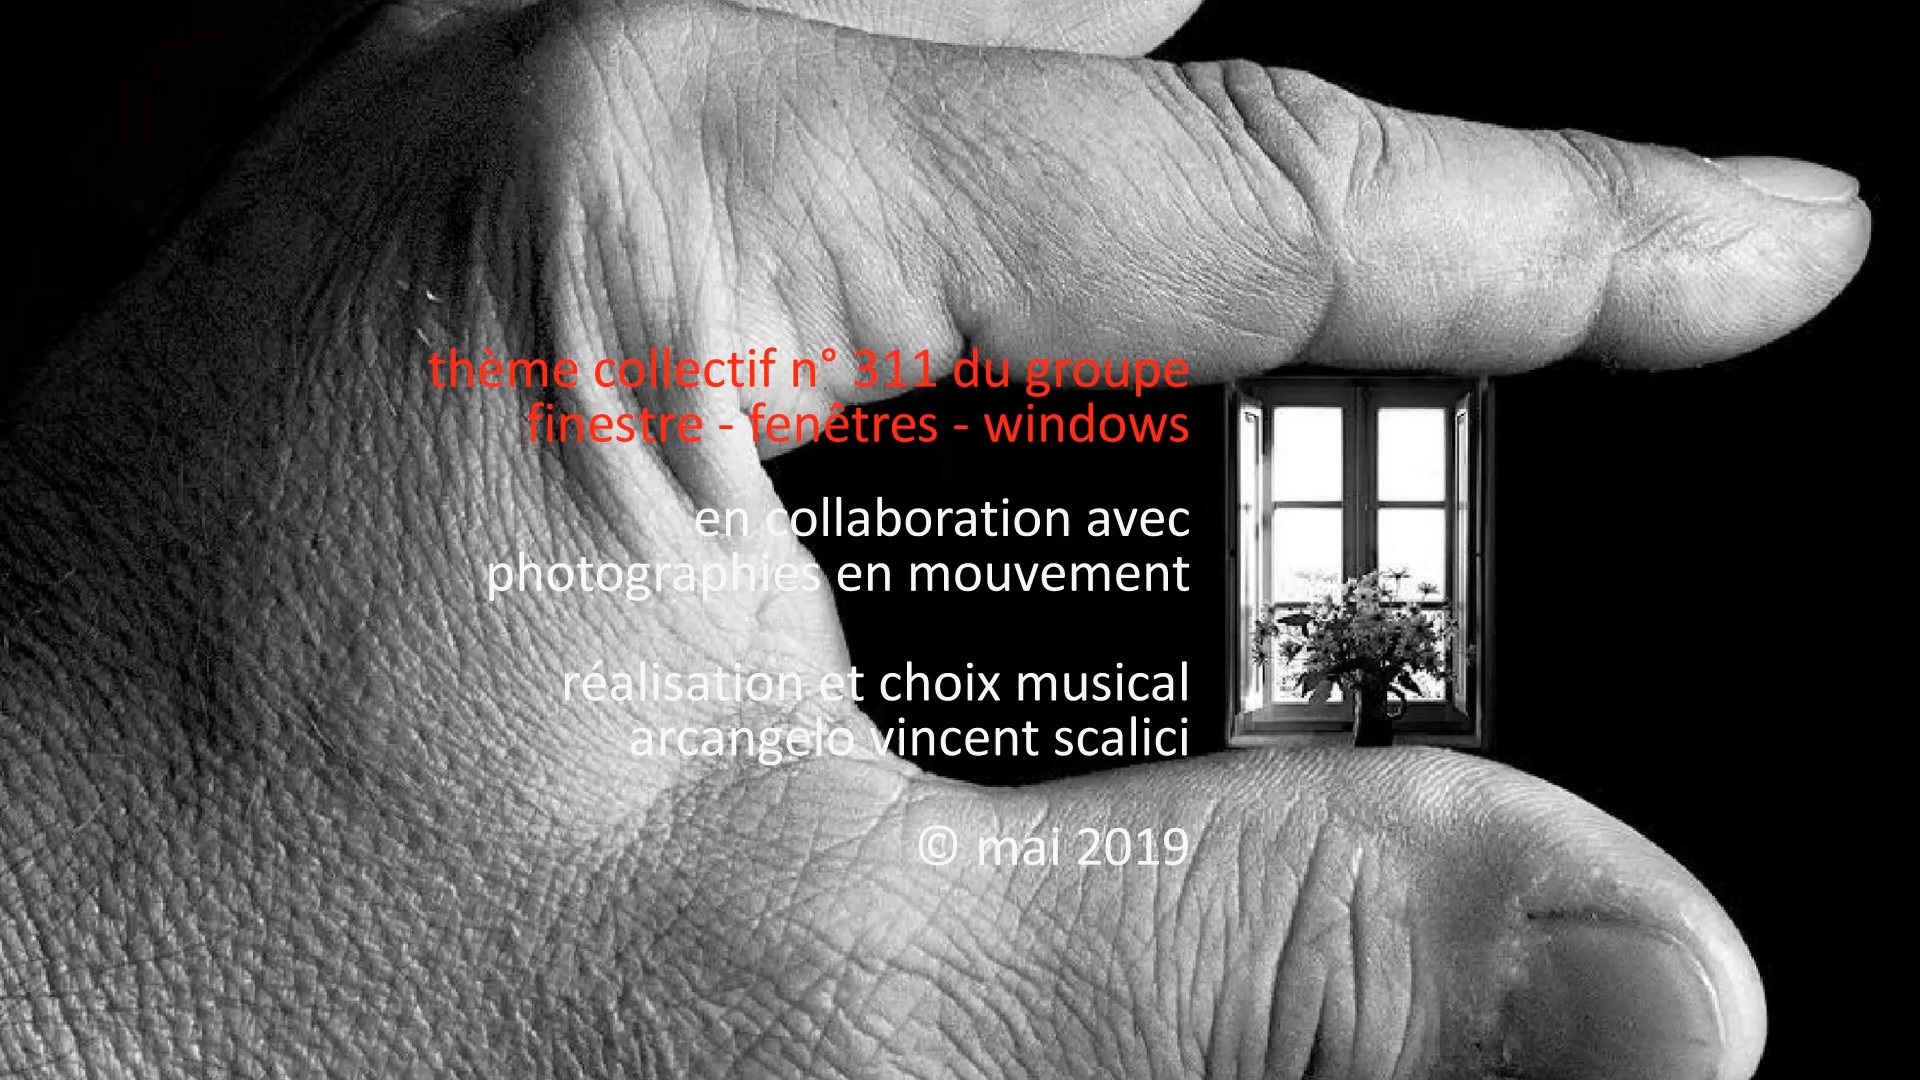 thème collectif n° 311 du groupe
finestre - fenêtres - windows
en collaboration avec
photographies en mouvement
réalisation et choix musical
arcangelo vincent scalici
© mai 2019